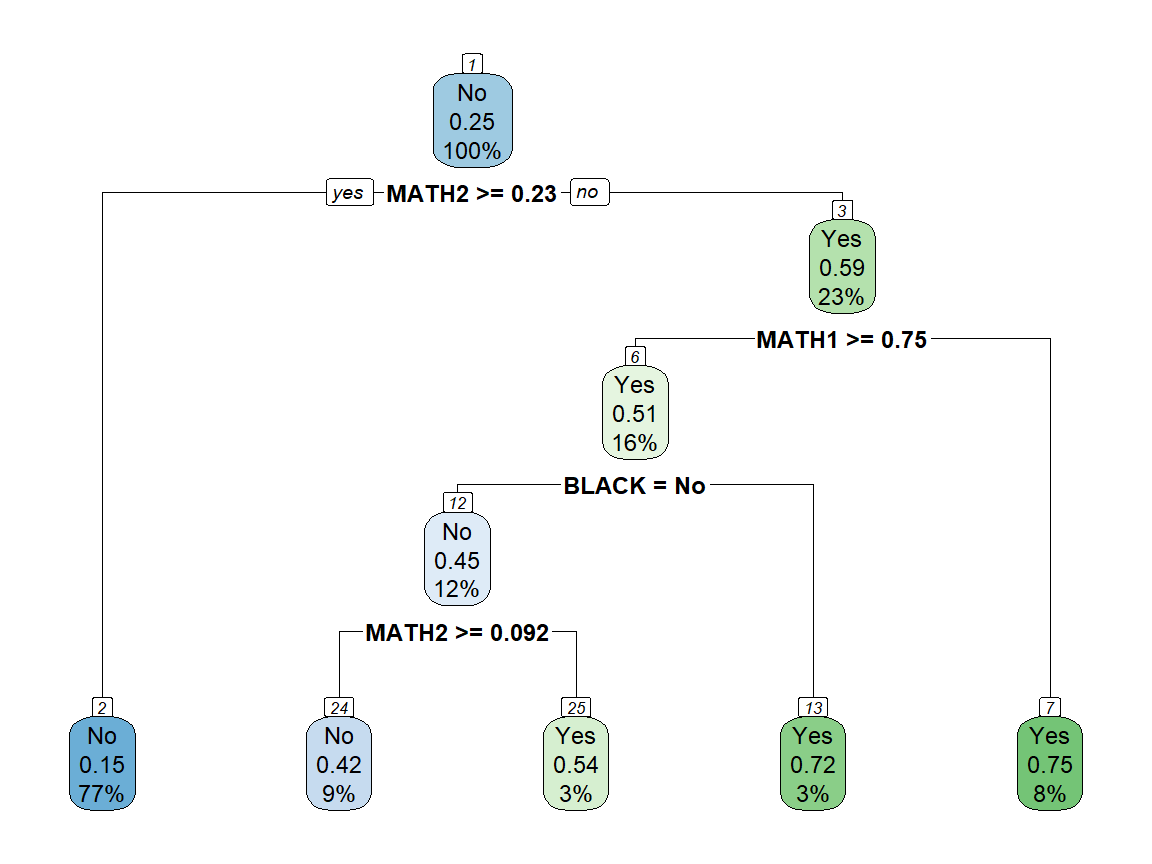 1
No
0.25
100%
yes MATH2 >= 0.23 no
3
Yes
0.59
23%
MATH1 >= 0.75
6
Yes
0.51
16%
BLACK = No
12
No
0.45
12%
MATH2 >= 0.092
2
No
0.15
77%
24
No
0.42
9%
25
Yes
0.54
3%
13
Yes
0.72
3%
7
Yes
0.75
8%